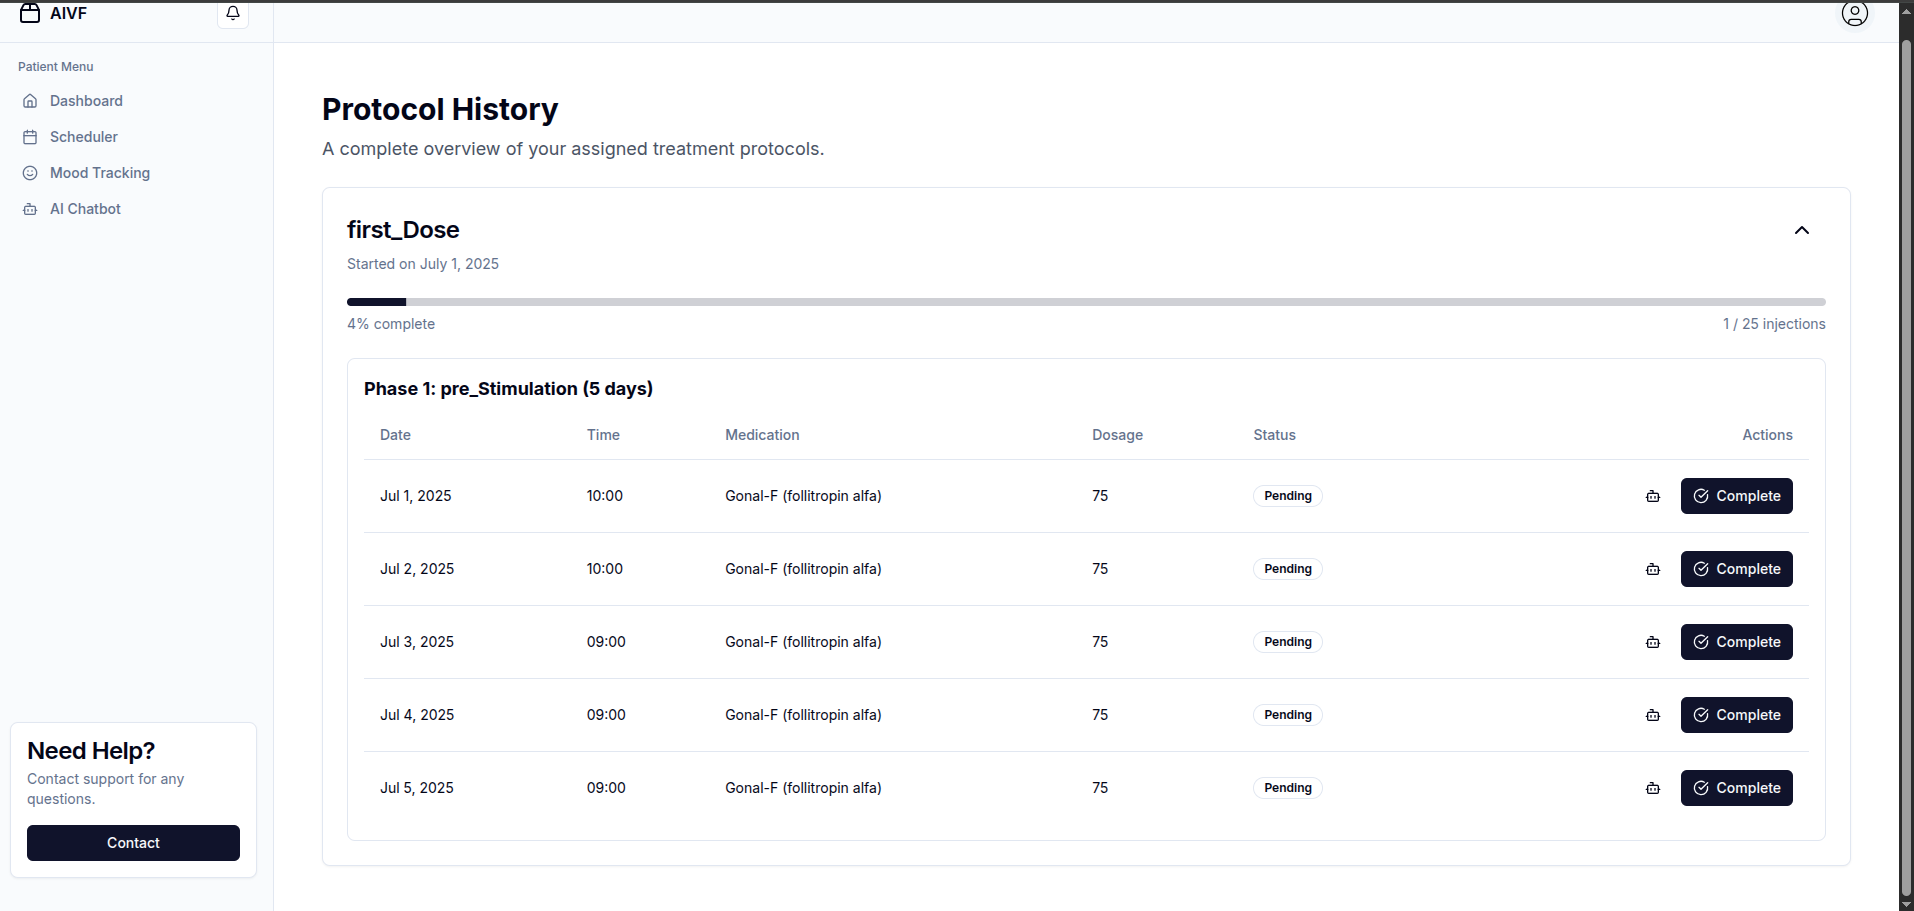 AIVF
Patient Menu
Dashboard
Scheduler
Mood Tracking
AI Chatbot
Need Help?
Contact support for any
questions.
Contact
Protocol History
A complete overview of your assigned treatment protocols.
first_Dose
Started on July 1, 2025
4% complete 1 / 25 injections
Phase 1: pre_Stimulation (5 days)
Date Time Medication Dosage Status Actions
Jul 1, 2025 10:00 Gonal-F (follitropin alfa) 75 Pending Complete
Jul 2, 2025 10:00 Gonal-F (follitropin alfa) 75 Pending Complete
Jul 3, 2025 09:00 Gonal-F (follitropin alfa) 75 Pending Complete
Jul 4, 2025 09:00 Gonal-F (follitropin alfa) 75 Pending Complete
Jul 5, 2025 09:00 Gonal-F (follitropin alfa) 75 Pending Complete